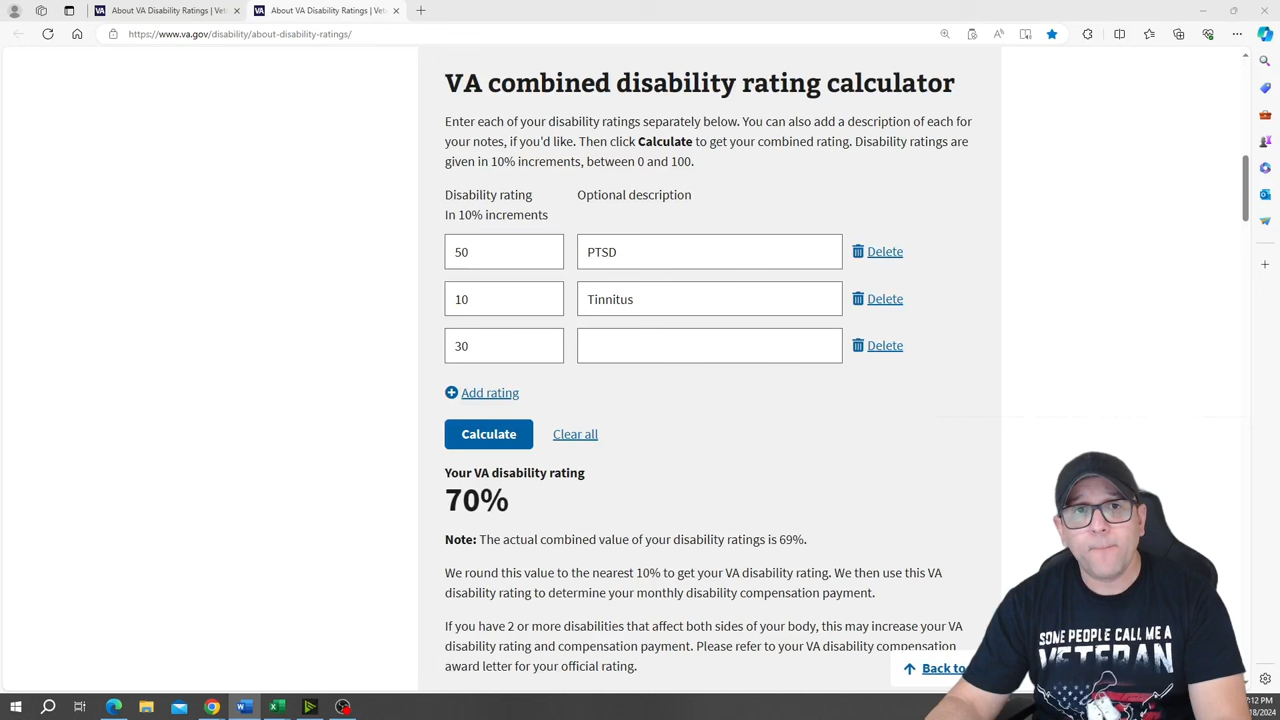 About VA Disability Ratings | Vet
About VA Disability Ratings | Vet
https://www.va.gov/disability/about-disability-ratings/
VA combined disability rating calculator
Enter each of your disability ratings separately below. You can also add a description of each for
your notes, if you'd like. Then click Calculate to get your combined rating. Disability ratings are
given in 10% increments, between 0 and 100.
Disability rating
In 10% increments
Optional description
50
PTSD
Delete
10
Tinnitus
Delete
30
Delete
Add rating
Calculate
Clear all
Your VA disability rating
70%
Note: The actual combined value of your disability ratings is 69%.
We round this value to the nearest 10% to get your VA disability rating. We then use this VA
disability rating to determine your monthly disability compensation payment.
If you have 2 or more disabilities that affect both sides of your body, this may increase your VA
disability rating and compensation payment. Please refer to your VA disability compensation
award letter for your official rating.
Back to
SOME PEOPLE CALL ME A
VETERAN
:12 PM
18/2024